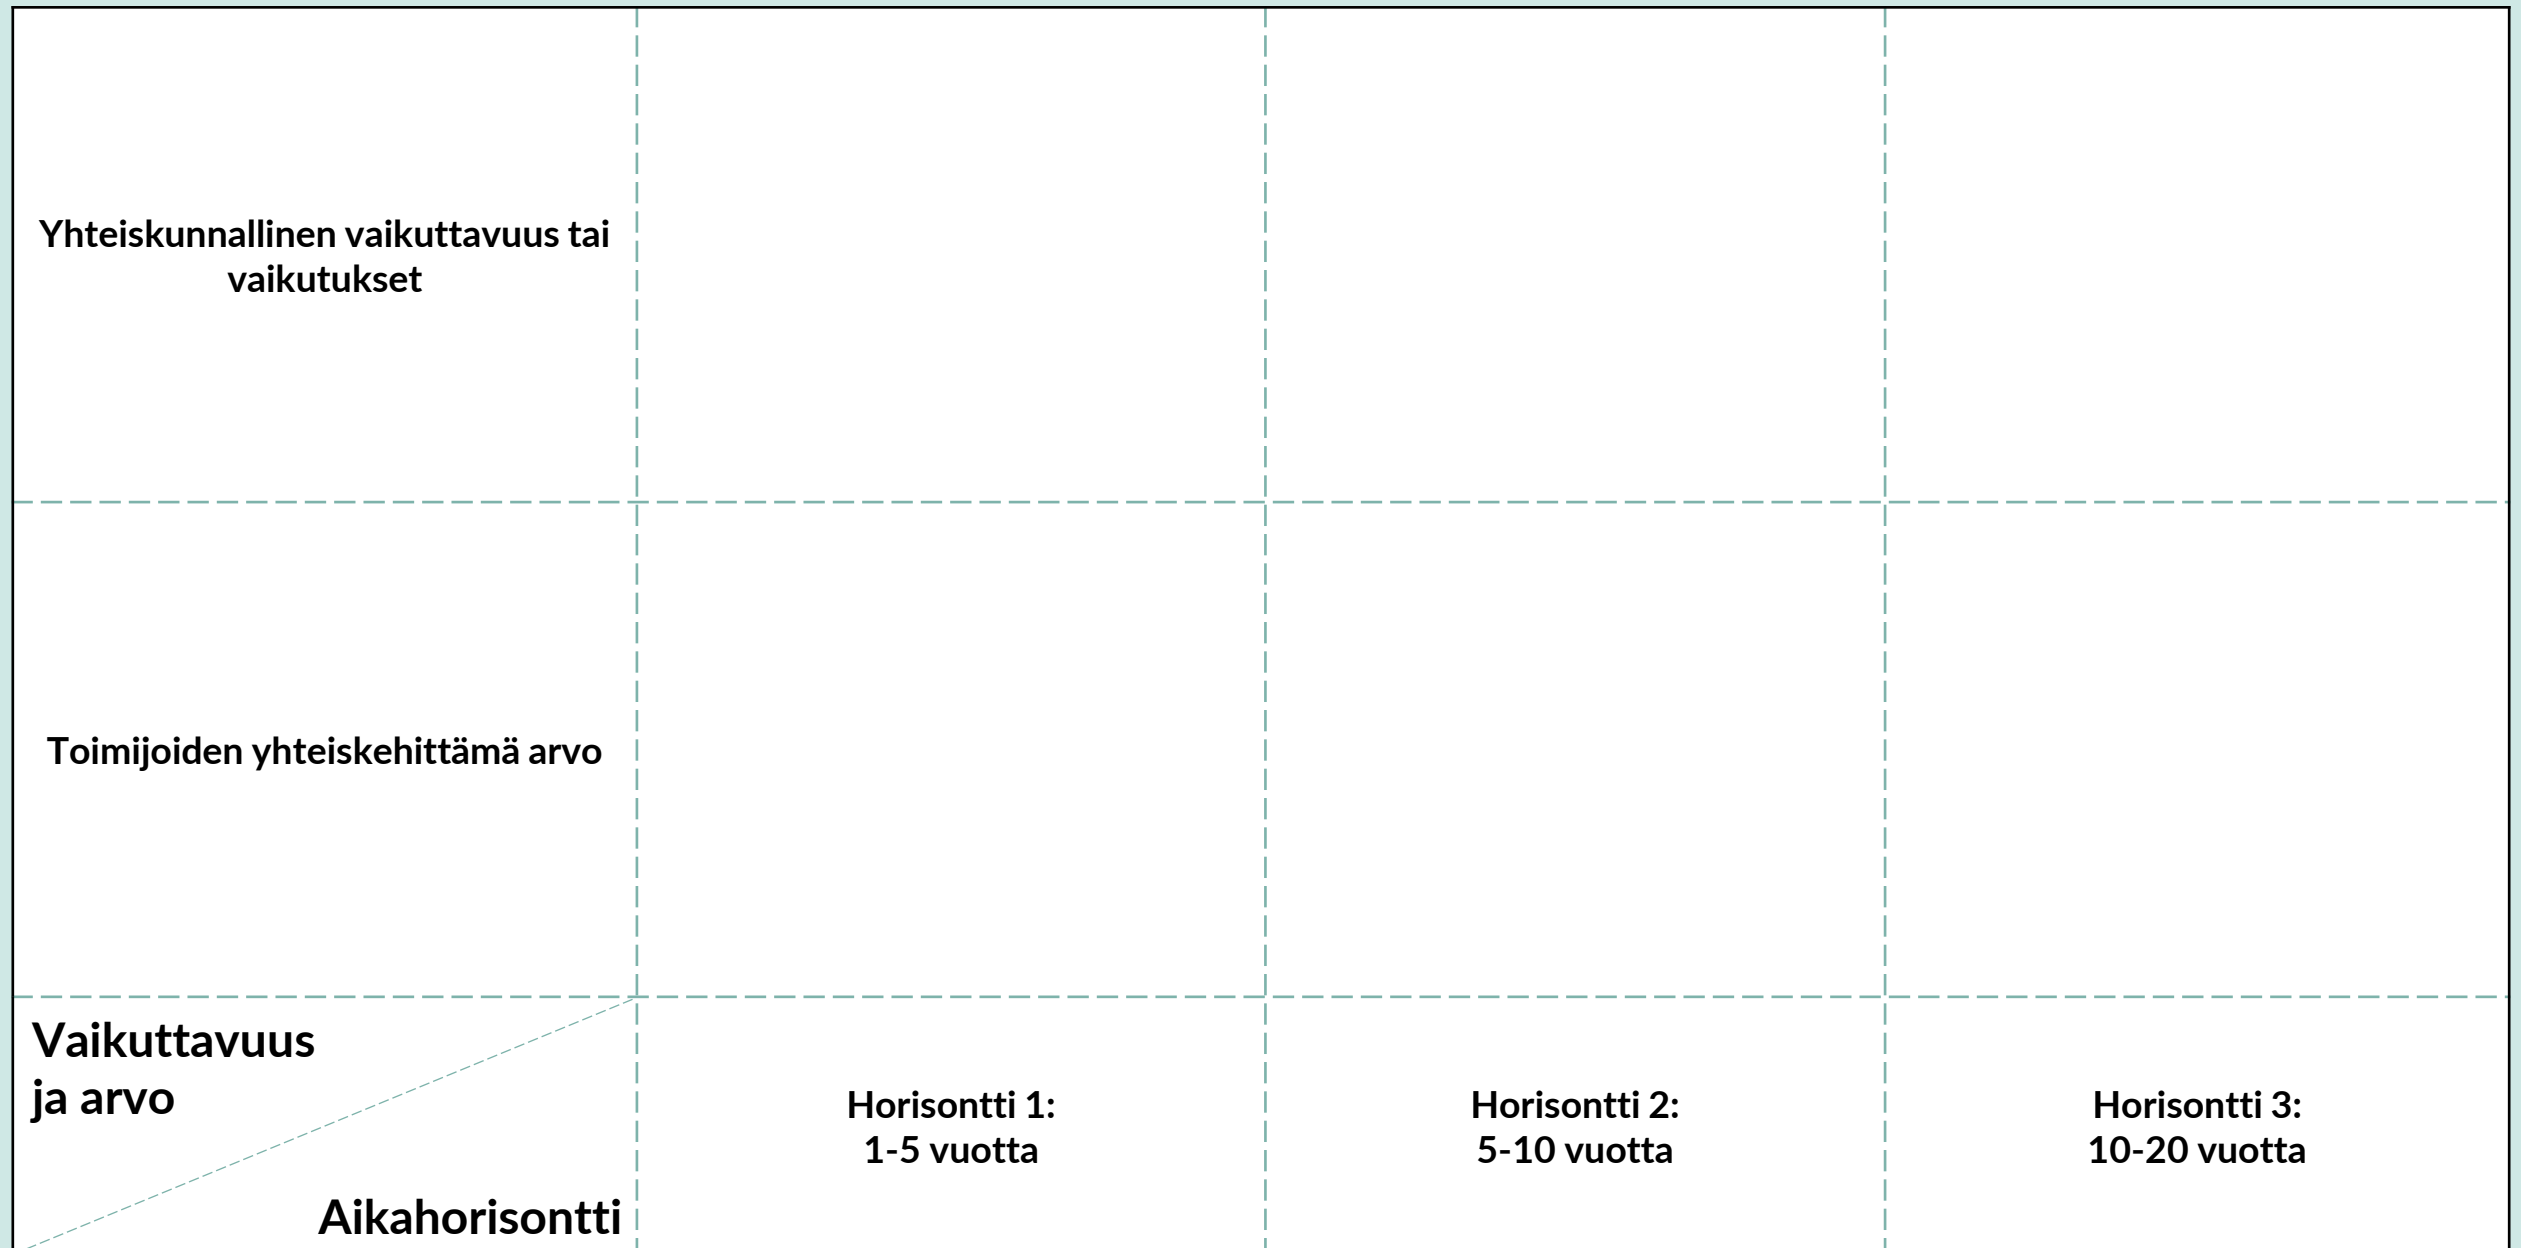 Yhteiskunnallinen vaikuttavuus tai
vaikutukset
Toimijoiden yhteiskehittämä arvo
Vaikuttavuus
ja arvo
Aikahorisontti
Horisontti 1:
1-5 vuotta
Horisontti 2:
5-10 vuotta
Horisontti 3:
10-20 vuotta